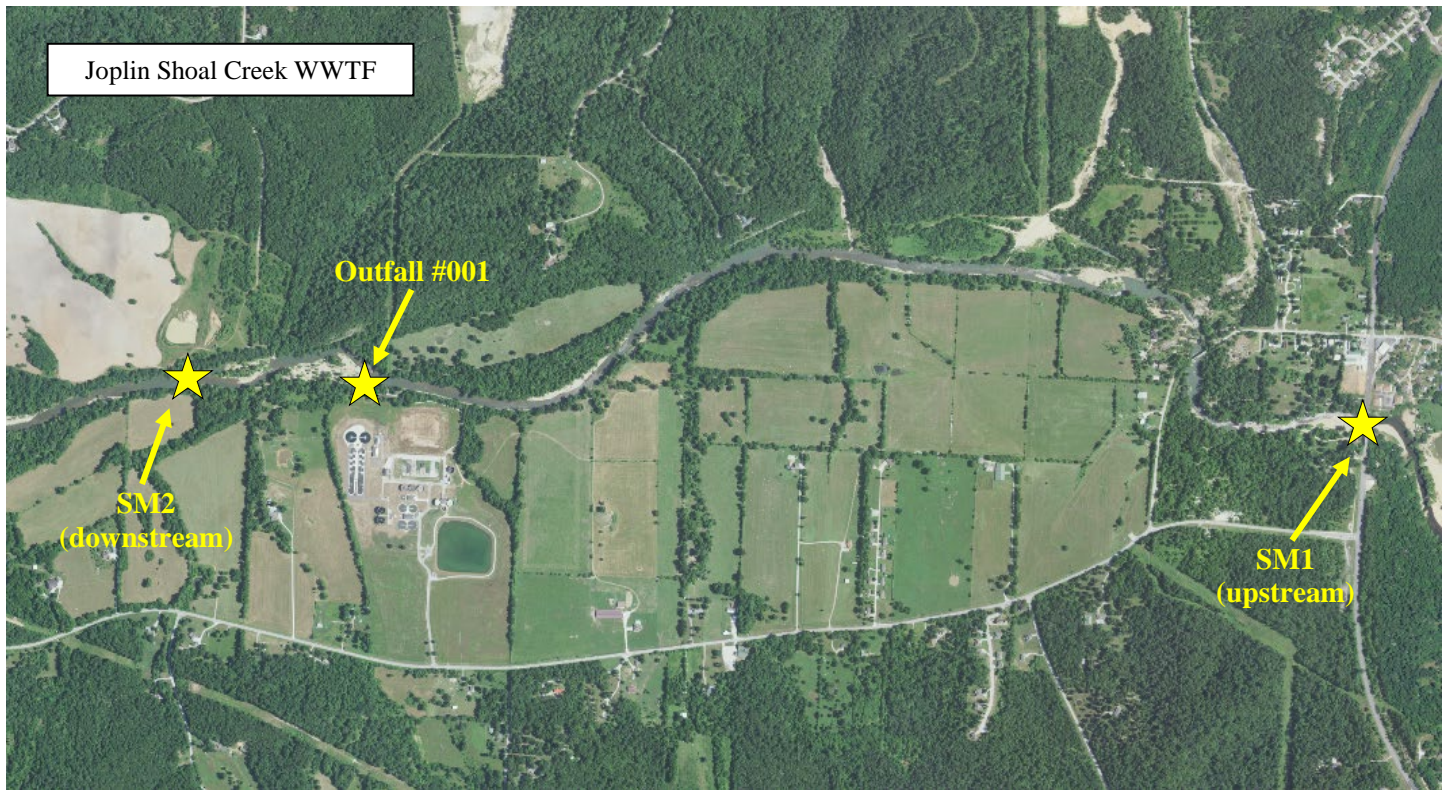 Joplin Shoal Creek WWTF
Outfall #001
SM2
(downstream)
SM1
(upstream)